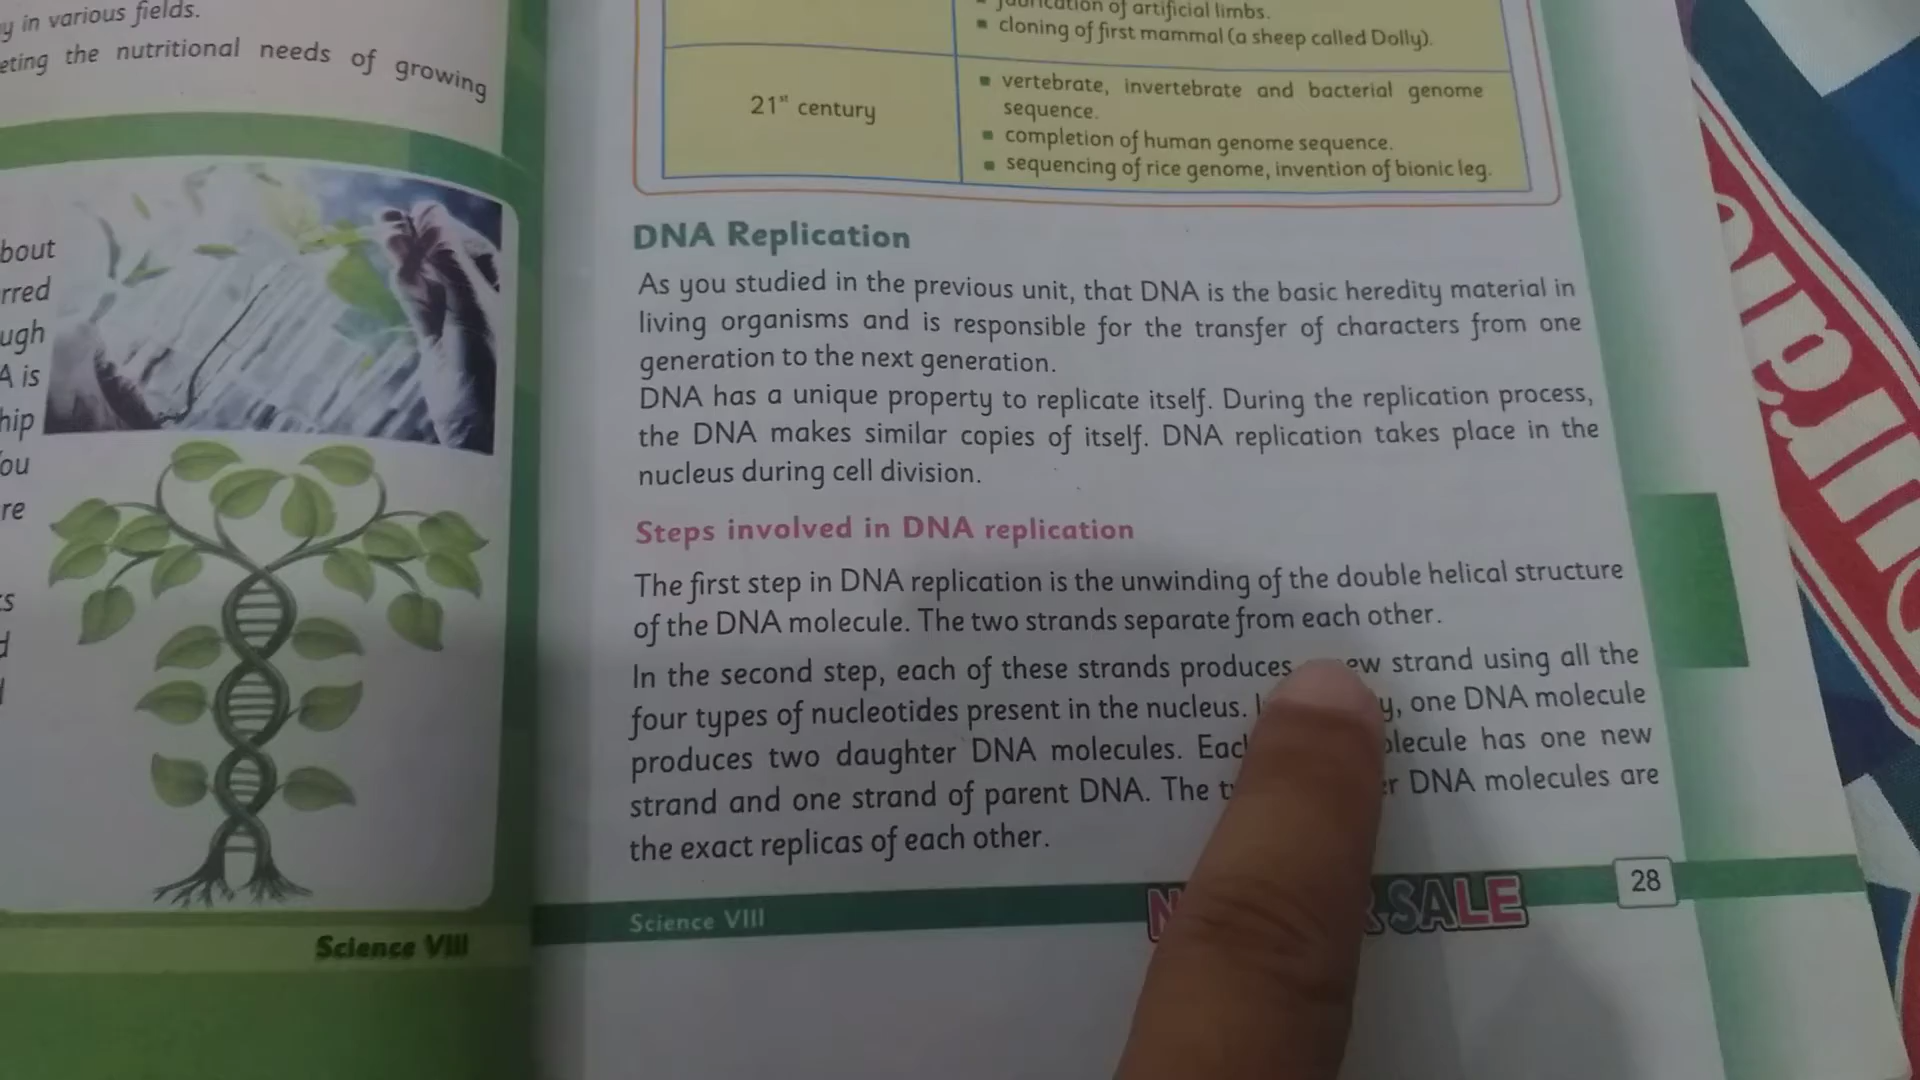 y in various fields.
eting the nutritional needs of growing
bout
rred
ugh
A is
hip
ou
re
Science VIII
fabrication of artificial limbs.
cloning of first mammal (a sheep called Dolly).
21st century
vertebrate, invertebrate and bacterial genome
sequence.
completion of human genome sequence.
sequencing of rice genome, invention of bionic leg.
DNA Replication
As you studied in the previous unit, that DNA is the basic heredity material in
living organisms and is responsible for the transfer of characters from one
generation to the next generation.
DNA has a unique property to replicate itself. During the replication process,
the DNA makes similar copies of itself. DNA replication takes place in the
nucleus during cell division.
Steps involved in DNA replication
The first step in DNA replication is the unwinding of the double helical structure
of the DNA molecule. The two strands separate from each other.
In the second step, each of these strands produces strand using all the
four types of nucleotides present in the nucleus. one DNA molecule
produces two daughter DNA molecules. has one new
strand and one strand of parent DNA. The DNA molecules are
the exact replicas of each other.
Science VIII
SALE
28